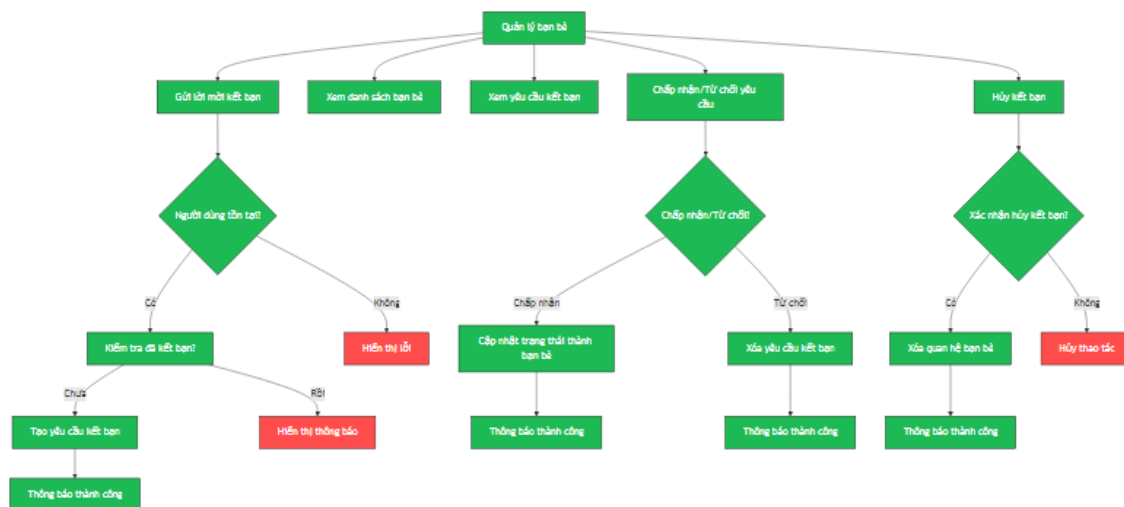 Quản lý bạn bè
Gửi lời mời kết bạn
Xem danh sách bạn bè
Xem yêu cầu kết bạn
Chấp nhận/Từ chối yêu
cầu
Hủy kết bạn
Người dùng tồn tại?
Chấp nhận/Từ chối?
Xác nhận hủy kết bạn?
Có
Không
Chấp nhận
Từ chối
Có
Không
Kiểm tra đã kết bạn?
Hiển thị lỗi
Cập nhật trạng thái thành
bạn bè
Xóa yêu cầu kết bạn
Xóa quan hệ bạn bè
Hủy thao tác
Chưa
Rồi
Tạo yêu cầu kết bạn
Hiển thị thông báo
Thông báo thành công
Thông báo thành công
Thông báo thành công
Thông báo thành công